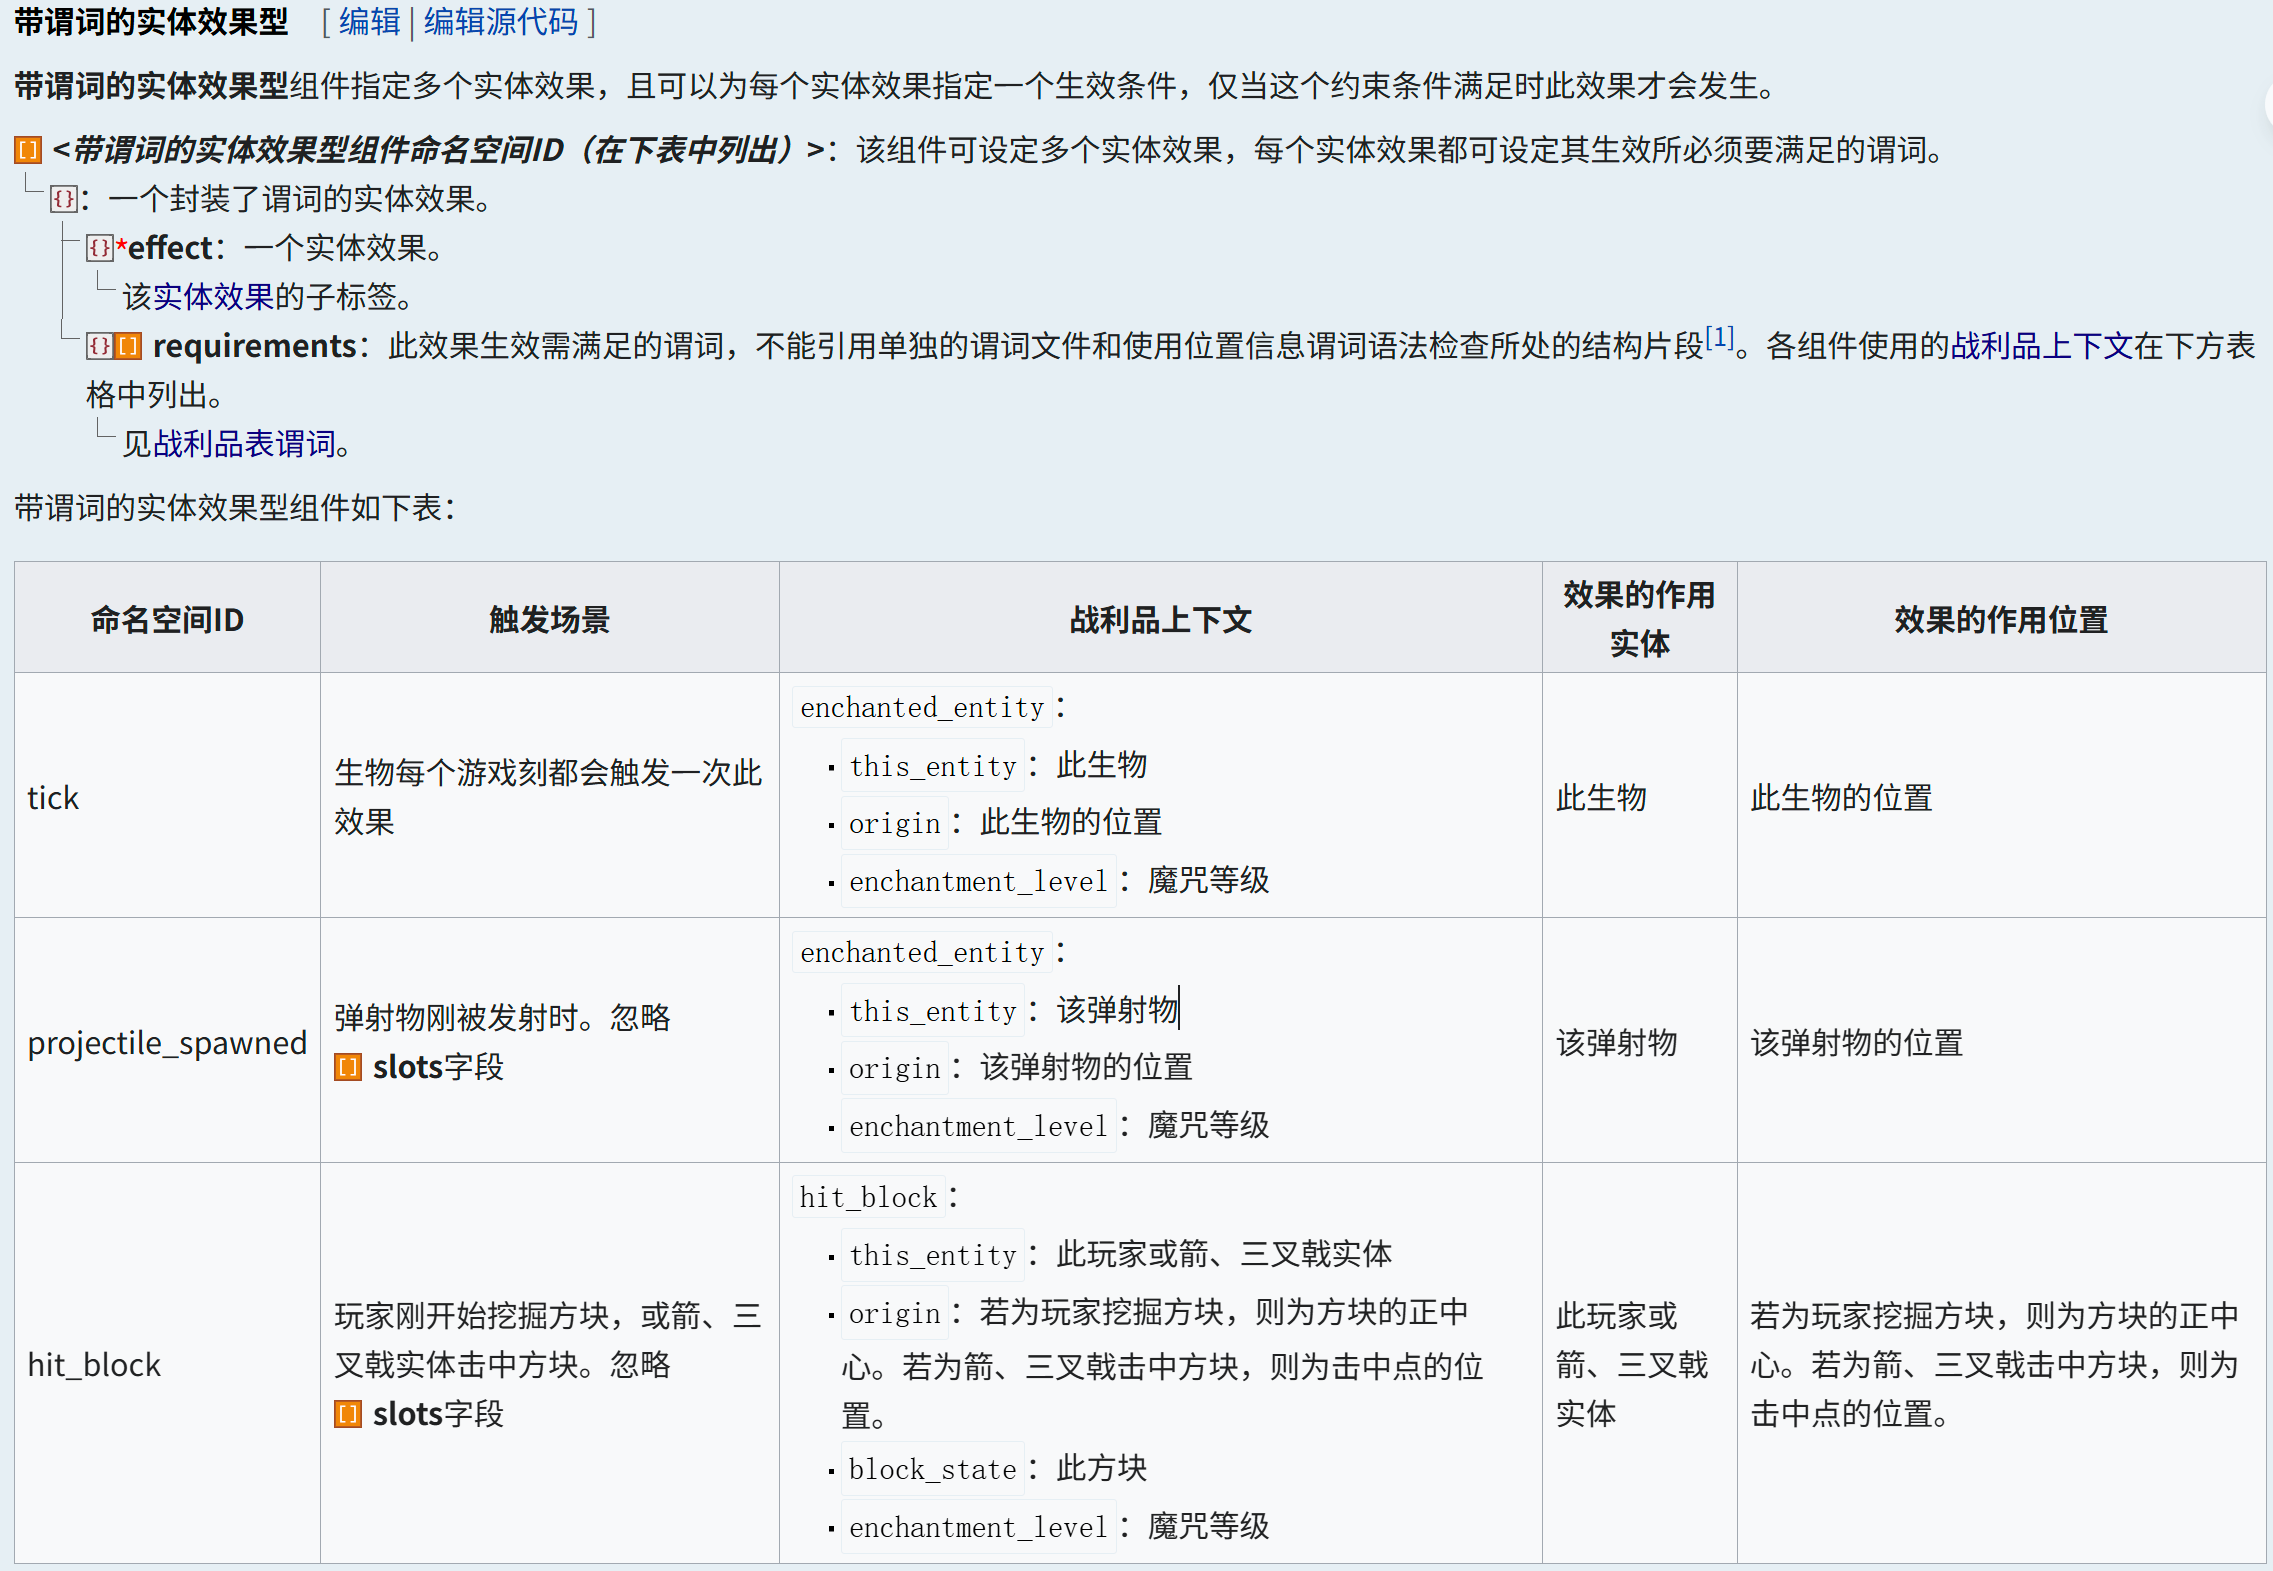 带谓词的实体效果型 [ 编辑 | 编辑源代码 ]
带谓词的实体效果型组件指定多个实体效果，且可以为每个实体效果指定一个生效条件，仅当这个约束条件满足时此效果才会发生。
[] <带谓词的实体效果型组件命名空间ID（在下表中列出）>：该组件可设定多个实体效果，每个实体效果都可设定其生效所必须要满足的谓词。
{}：一个封装了谓词的实体效果。
{}*effect：一个实体效果。
该实体效果的子标签。
{}[] requirements：此效果生效需满足的谓词，不能引用单独的谓词文件和使用位置信息谓词语法检查所处的结构片段[1]。各组件使用的战利品上下文在下方表
格中列出。
见战利品表谓词。
带谓词的实体效果型组件如下表：
命名空间ID
触发场景
战利品上下文
效果的作用
实体
效果的作用位置
tick
生物每个游戏刻都会触发一次此
效果
enchanted_entity：
▪ this_entity：此生物
▪ origin：此生物的位置
▪ enchantment_level：魔咒等级
此生物
此生物的位置
projectile_spawned
弹射物刚被发射时。忽略
[] slots字段
enchanted_entity：
▪ this_entity：该弹射物
▪ origin：该弹射物的位置
▪ enchantment_level：魔咒等级
该弹射物
该弹射物的位置
hit_block
玩家刚开始挖掘方块，或箭、三
叉戟实体击中方块。忽略
[] slots字段
hit_block：
▪ this_entity：此玩家或箭、三叉戟实体
▪ origin：若为玩家挖掘方块，则为方块的正中
心。若为箭、三叉戟击中方块，则为击中点的位
置。
▪ block_state：此方块
▪ enchantment_level：魔咒等级
此玩家或
箭、三叉戟
实体
若为玩家挖掘方块，则为方块的正中
心。若为箭、三叉戟击中方块，则为
击中点的位置。